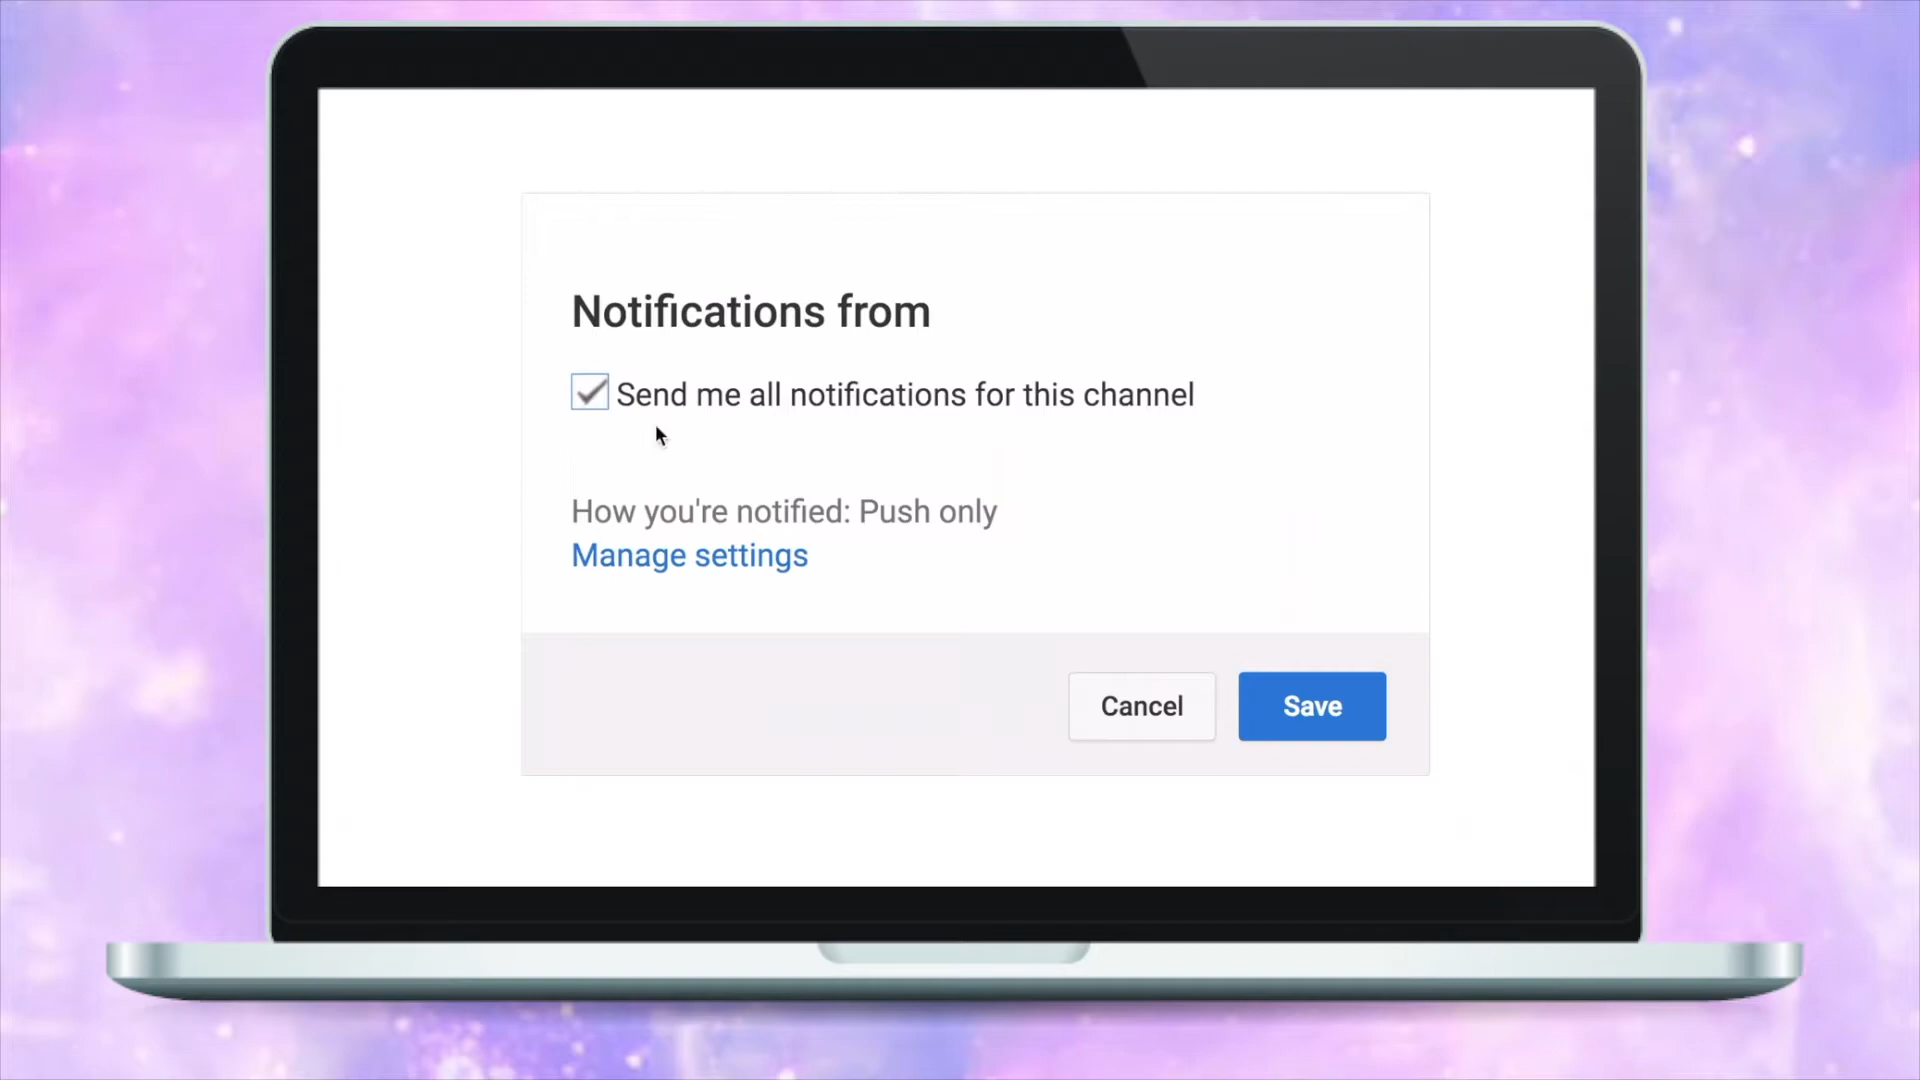 Notifications from
Send me all notifications for this channel
How you're notified: Push only
Manage settings
Cancel
Save